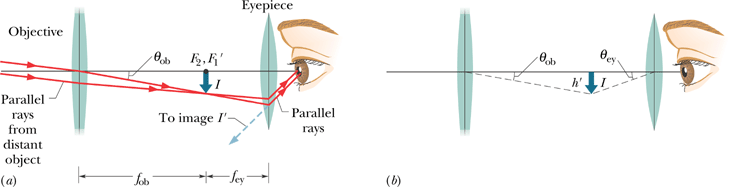 Eyepiece
Objective
θob
F2, F1′
I
Parallel
rays
from
distant
object
To image I′
Parallel
rays
fob
fey
(a)
θob
θey
h′
I
(b)